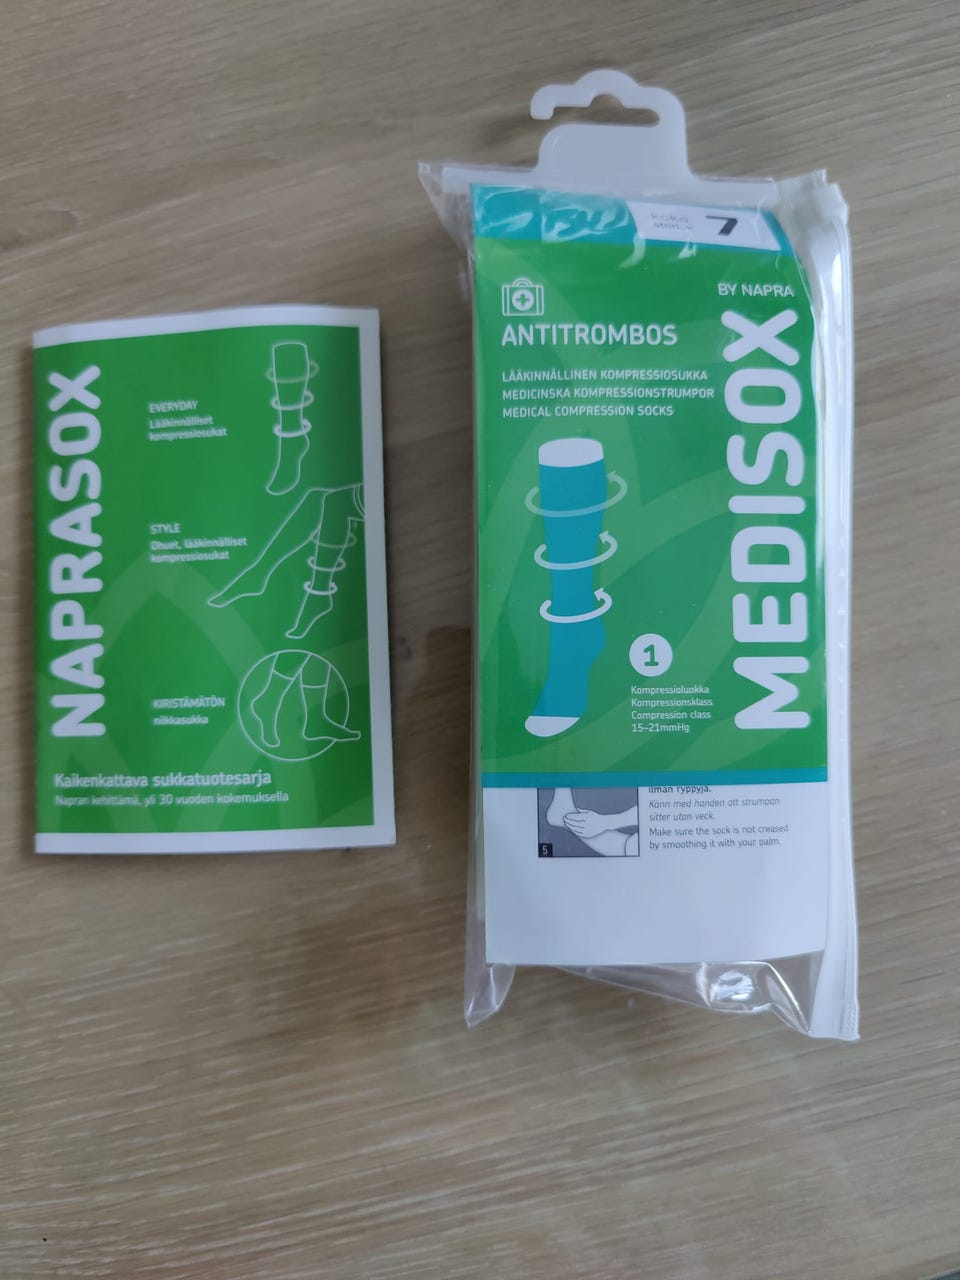 NAPRASOX
EVERYDAY
Lääkinnälliset
kompressiosukat
STYLE
Ohuet, lääkinnälliset
kompressiosukat
KIRISTÄMÄTÖN
nilkkasukka
Kaikenkattava sukkatuotesarja
Napran kehittämä, yli 30 vuoden kokemuksella
koko
storlek
7
BY NAPRA
MEDISOX
ANTITROMBOS
LÄÄKINNÄLLINEN KOMPRESSIOSUKKA
MEDICINSKA KOMPRESSIONSTRUMPOR
MEDICAL COMPRESSION SOCKS
1
Kompressioluokka
Kompressionsklass
Compression class
15–21mmHg
5
ilman ryppyjä.
Känn med handen att strumpan
sitter utan veck.
Make sure the sock is not creased
by smoothing it with your palm.